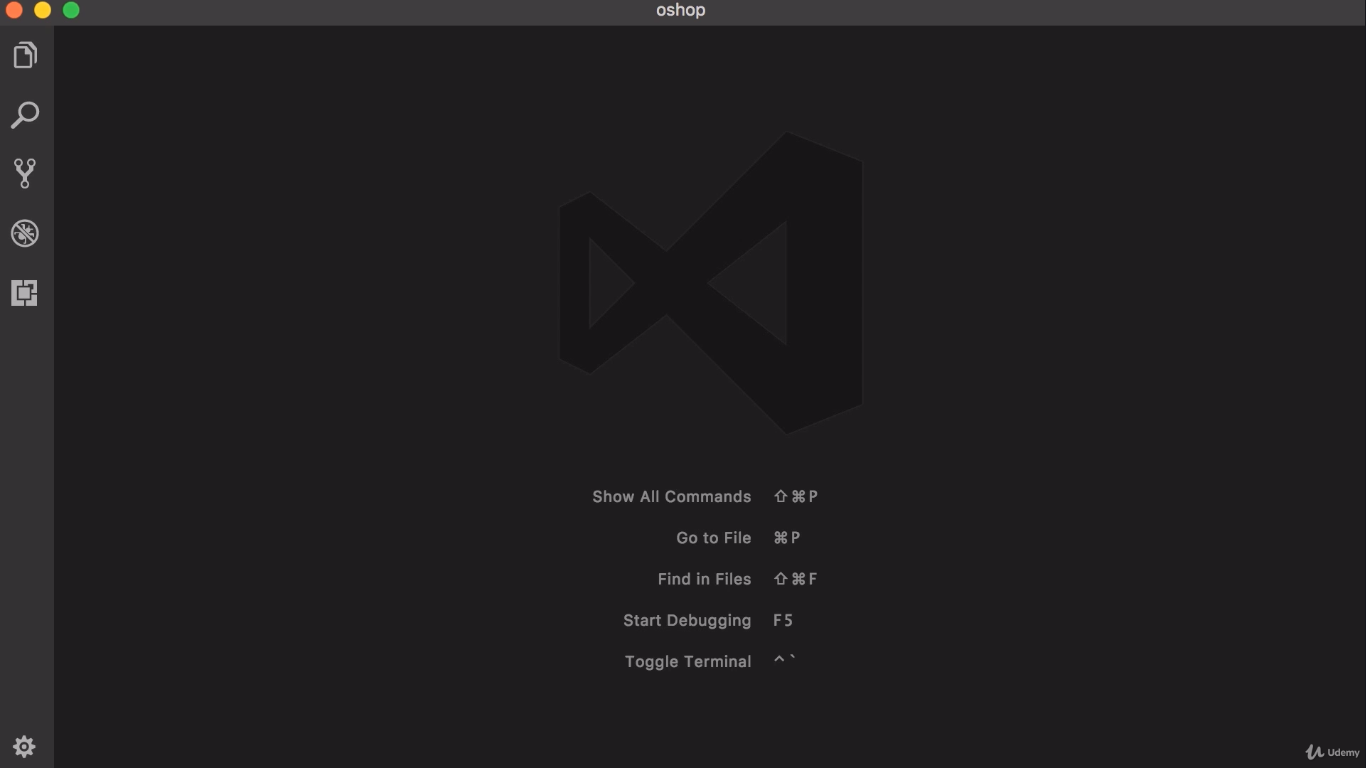 oshop
Show All Commands ⇧⌘P
Go to File ⌘P
Find in Files ⇧⌘F
Start Debugging F5
Toggle Terminal ^`
Udemy